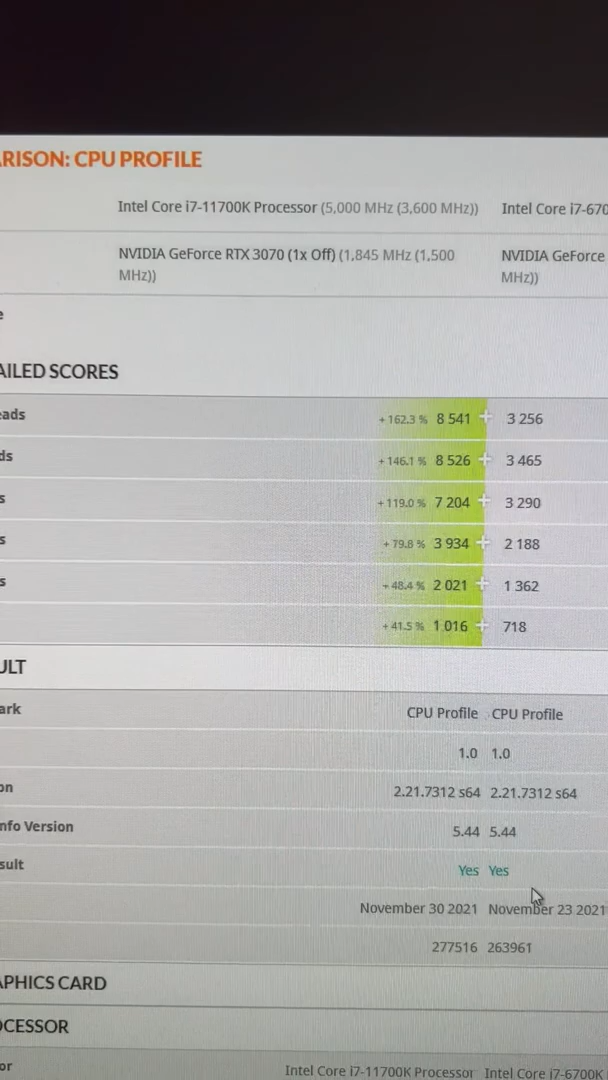 RISON: CPU PROFILE
Intel Core i7-11700K Processor (5,000 MHz (3,600 MHz)) Intel Core i7-670
NVIDIA GeForce RTX 3070 (1x Off) (1,845 MHz (1,500 NVIDIA GeForce
MHz)) MHz))
e
AILED SCORES
eads +162.3 % 8 541 3 256
ds +146.1 % 8 526 3 465
s +119.0 % 7 204 3 290
s +79.8 % 3 934 2 188
s +48.4 % 2 021 1 362
+41.5 % 1 016 718
ULT
ark CPU Profile CPU Profile
1.0 1.0
on 2.21.7312 s64 2.21.7312 s64
nfo Version 5.44 5.44
sult Yes Yes
November 30 2021 November 23 2021
277516 263961
APHICS CARD
OCESSOR
or Intel Core i7-11700K Processor Intel Core i7-6700K